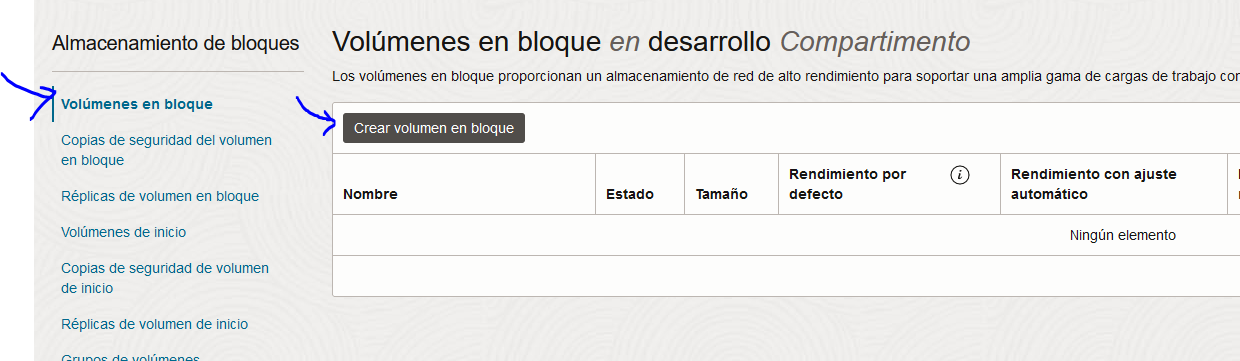 Almacenamiento de bloques
Volúmenes en bloque
Copias de seguridad del volumen
en bloque
Réplicas de volumen en bloque
Volúmenes de inicio
Copias de seguridad de volumen
de inicio
Réplicas de volumen de inicio
Grupos de volúmenes
Volúmenes en bloque en desarrollo Compartimento
Los volúmenes en bloque proporcionan un almacenamiento de red de alto rendimiento para soportar una amplia gama de cargas de trabajo con
Crear volumen en bloque
Nombre
Estado
Tamaño
Rendimiento por
defecto
Rendimiento con ajuste
automático
Ningún elemento